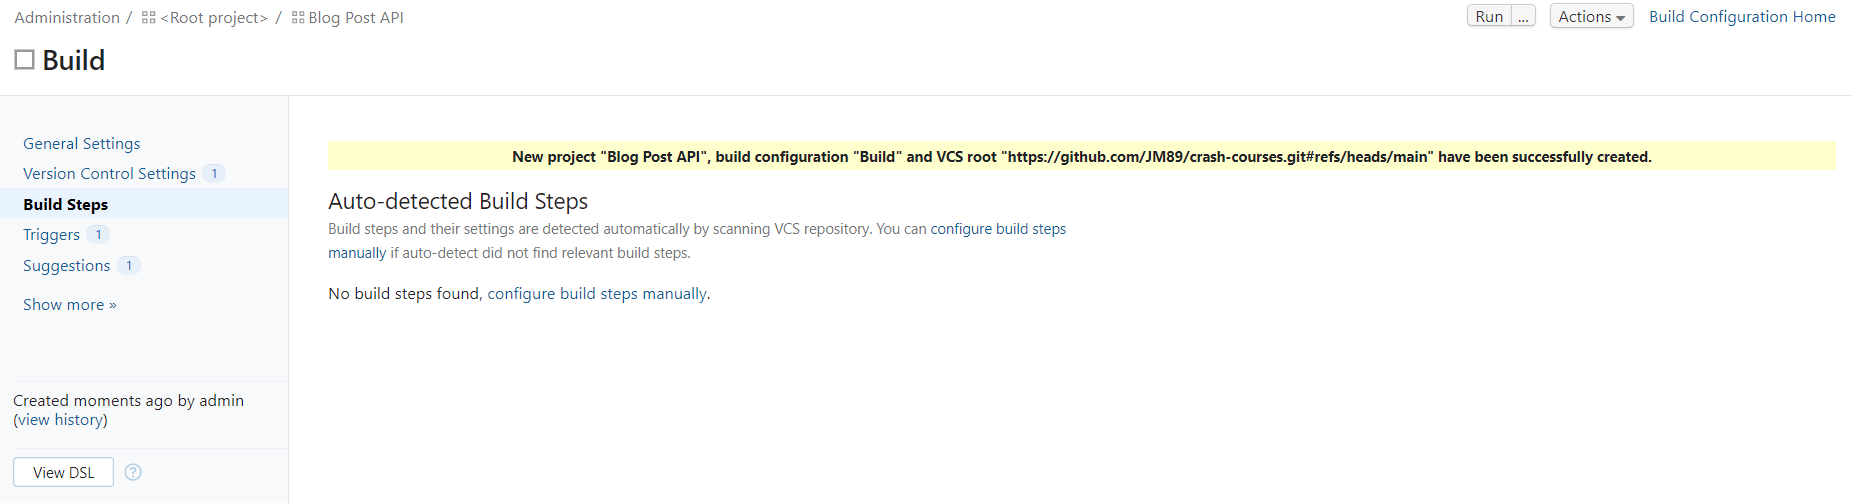 Administration / <Root project> / Blog Post API
Run ... Actions Build Configuration Home
Build
General Settings
Version Control Settings 1
Build Steps
Triggers 1
Suggestions 1
Show more »
Created moments ago by admin
(view history)
View DSL ?
New project "Blog Post API", build configuration "Build" and VCS root "https://github.com/JM89/crash-courses.git#refs/heads/main" have been successfully created.
Auto-detected Build Steps
Build steps and their settings are detected automatically by scanning VCS repository. You can configure build steps
manually if auto-detect did not find relevant build steps.
No build steps found, configure build steps manually.